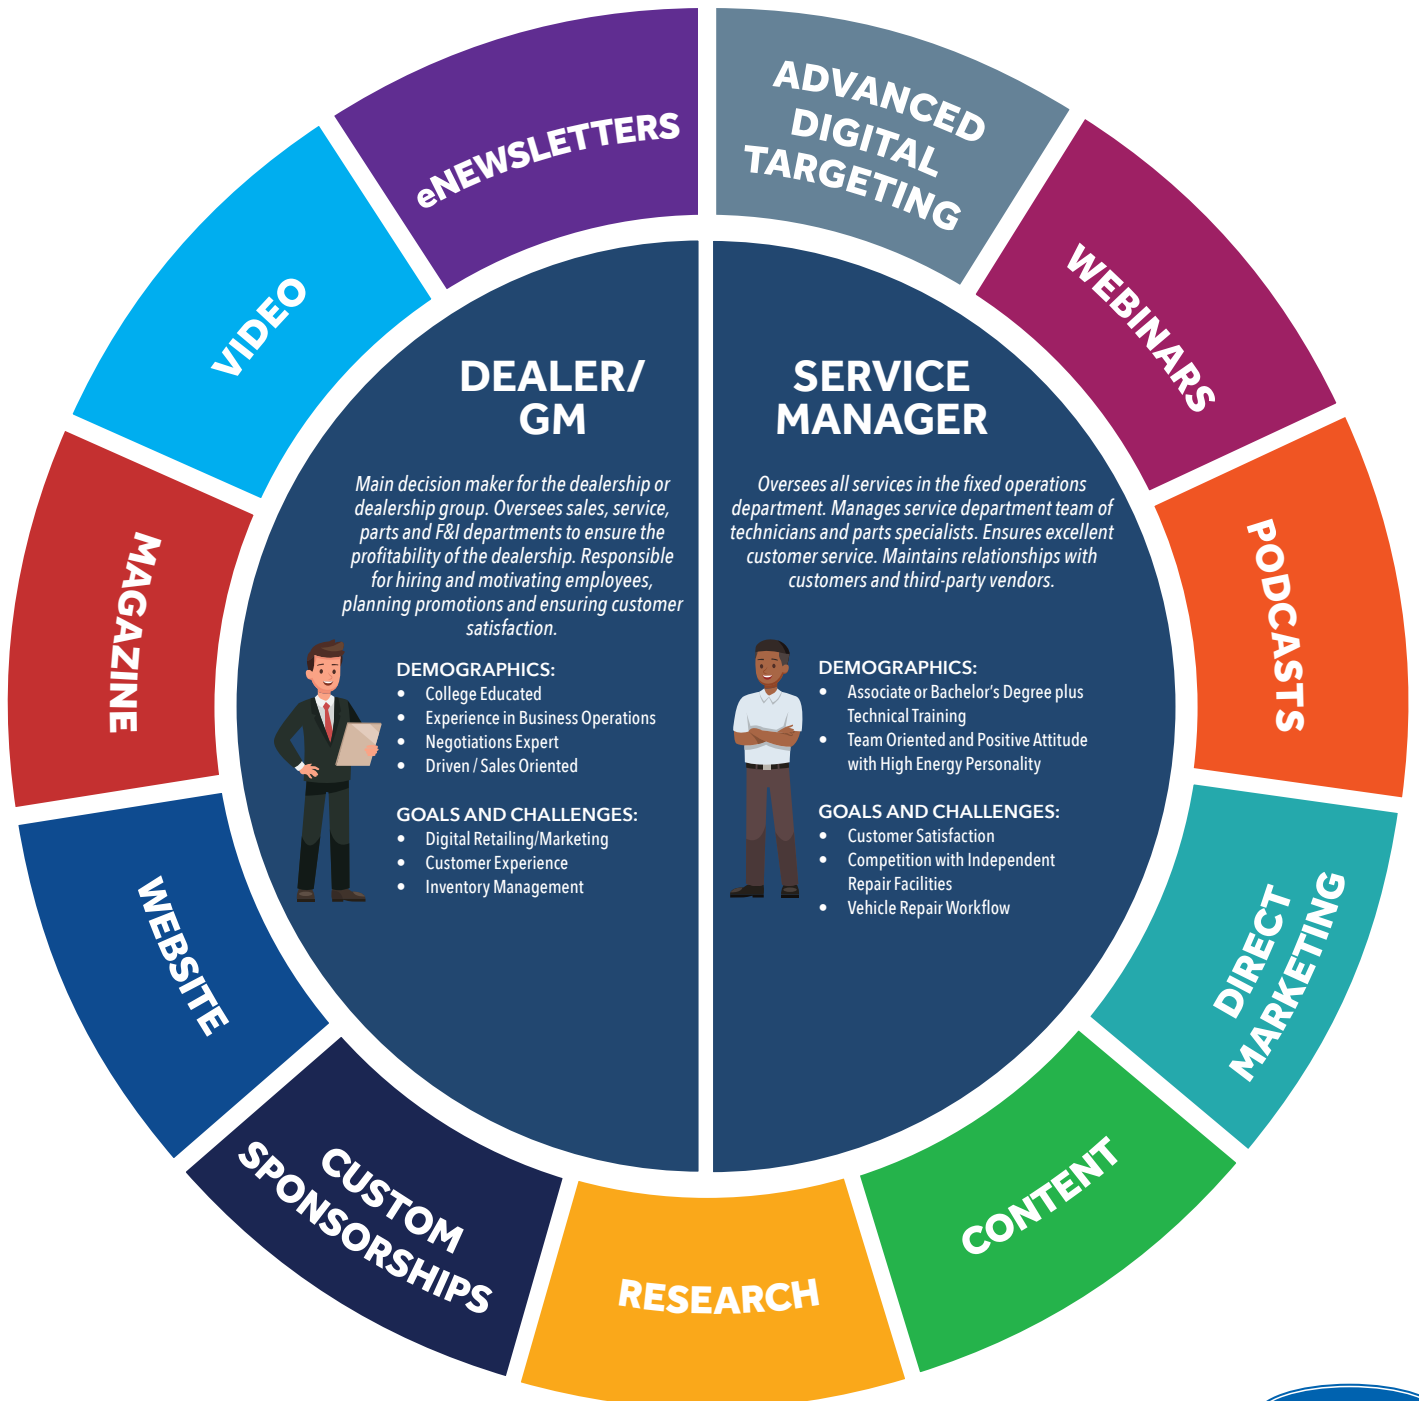 eNEWSLETTERS
ADVANCED
DIGITAL
TARGETING
WEBINARS
PODCASTS
DIRECT
MARKETING
CONTENT
RESEARCH
CUSTOM
SPONSORSHIPS
WEBSITE
MAGAZINE
VIDEO
DEALER/
GM
Main decision maker for the dealership or
dealership group. Oversees sales, service,
parts and F&I departments to ensure the
profitability of the dealership. Responsible
for hiring and motivating employees,
planning promotions and ensuring customer
satisfaction.
DEMOGRAPHICS:
• College Educated
• Experience in Business Operations
• Negotiations Expert
• Driven / Sales Oriented
GOALS AND CHALLENGES:
• Digital Retailing/Marketing
• Customer Experience
• Inventory Management
SERVICE
MANAGER
Oversees all services in the fixed operations
department. Manages service department team of
technicians and parts specialists. Ensures excellent
customer service. Maintains relationships with
customers and third-party vendors.
DEMOGRAPHICS:
• Associate or Bachelor’s Degree plus
Technical Training
• Team Oriented and Positive Attitude
with High Energy Personality
GOALS AND CHALLENGES:
• Customer Satisfaction
• Competition with Independent
Repair Facilities
• Vehicle Repair Workflow